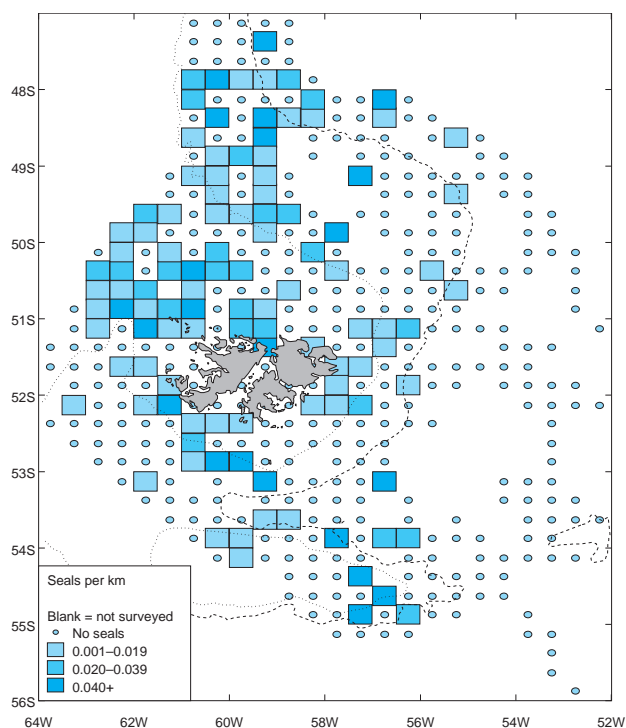 48S
49S
50S
51S
52S
53S
54S
55S
56S
Seals per km
Blank = not surveyed
No seals
0.001–0.019
0.020–0.039
0.040+
64W 62W 60W 58W 56W 54W 52W